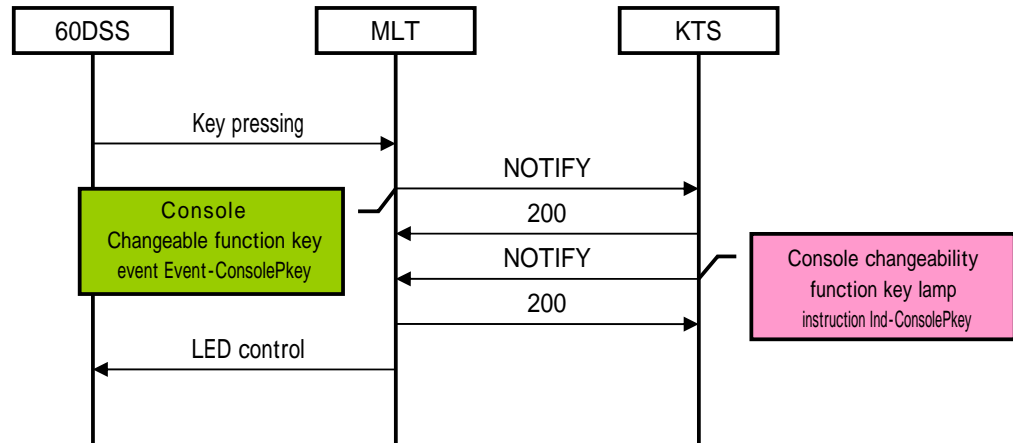 60DSS
MLT
KTS
Key pressing
NOTIFY
Console
Changeable function key
event Event-ConsolePkey
200
NOTIFY
Console changeability
function key lamp
instruction Ind-ConsolePkey
200
LED control